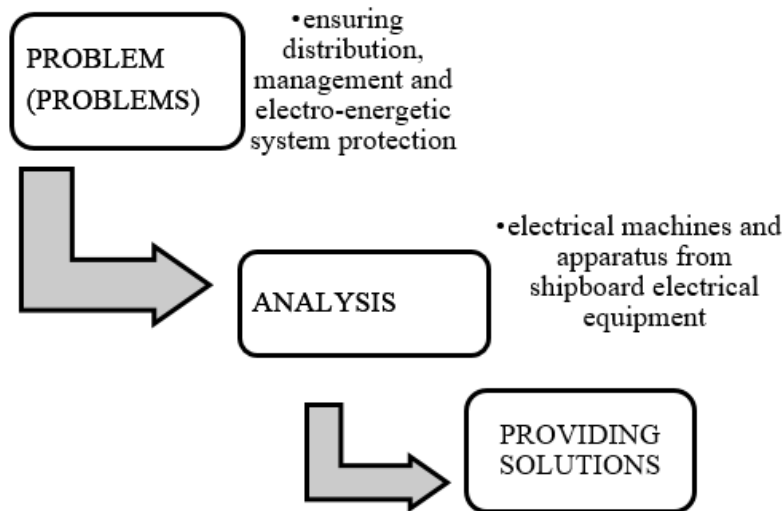 PROBLEM
(PROBLEMS)
•ensuring
distribution,
management and
electro-energetic
system protection
ANALYSIS
•electrical machines and
apparatus from
shipboard electrical
equipment
PROVIDING
SOLUTIONS